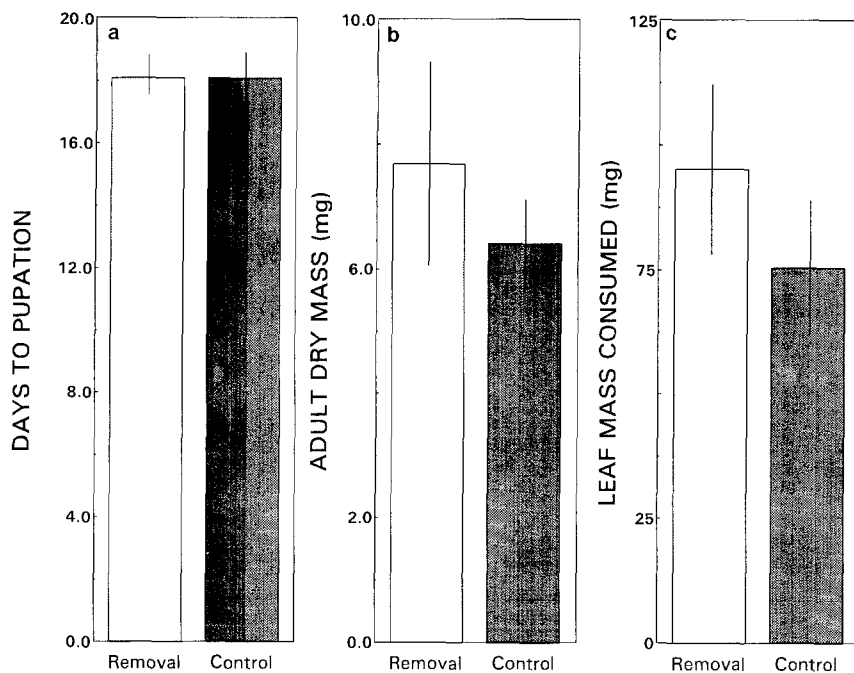 a
DAYS TO PUPATION
20.0
16.0
12.0
8.0
4.0
0.0
Removal Control
b
ADULT DRY MASS (mg)
10.0
6.0
2.0
0.0
Removal Control
c
LEAF MASS CONSUMED (mg)
125
75
25
0
Removal Control